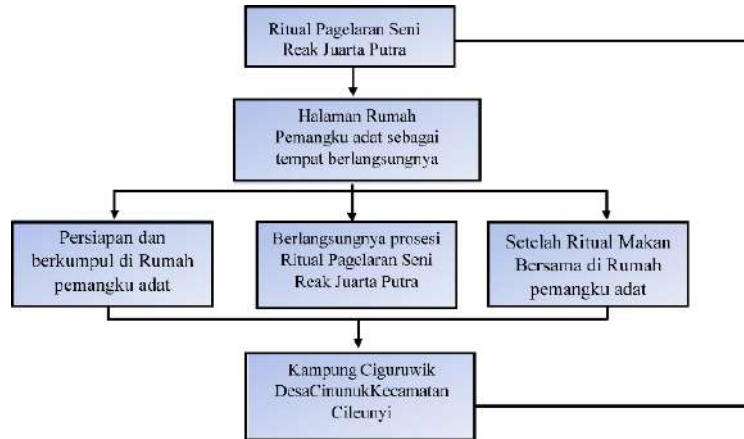 Ritual Pagelaran Seni
Reak Juarta Putra
Halaman Rumah
Pemangku adat sebagai
tempat berlangsungnya
Persiapan dan
berkumpul di Rumah
pemangku adat
Berlangsungnya prosesi
Ritual Pagelaran Seni
Reak Juarta Putra
Setelah Ritual Makan
Bersama di Rumah
pemangku adat
Kampung Ciguruwik
DesaCinunukKecamatan
Cileunyi